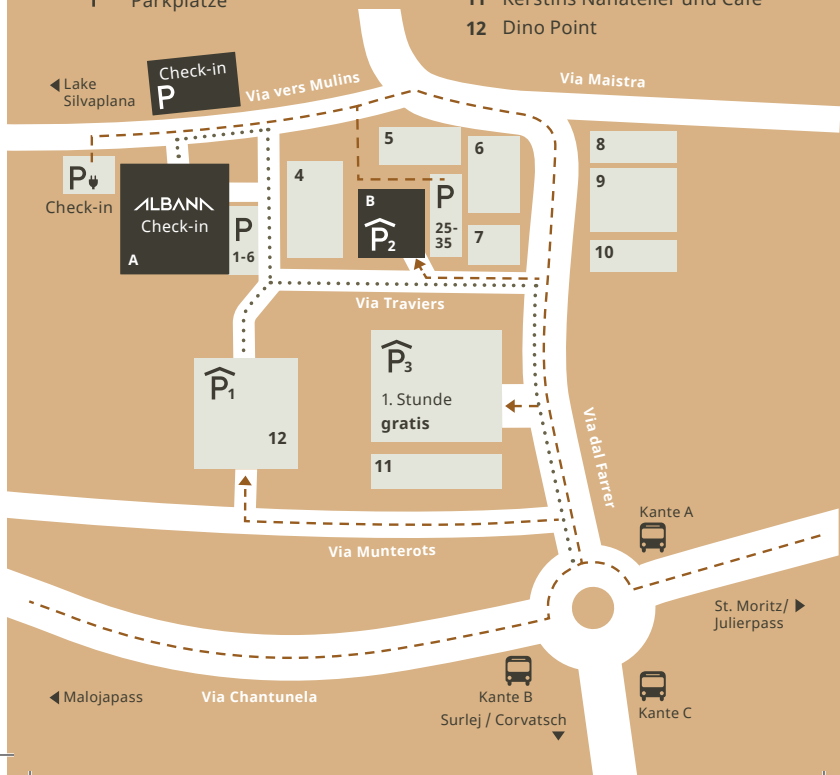 Parkplätze
11 Kerstins Nähatelier und Café
12 Dino Point
Lake
Silvaplana
Check-in
P
Via vers Mulins
Via Maistra
P
Check-in
ALBANA
Check-in
A
P
1-6
4
5
6
B
P2
P
25-
35
7
8
9
10
Via Traviers
P1
12
P3
1. Stunde
gratis
11
Via dal Farrer
Via Munterots
Kante A
St. Moritz/
Julierpass
Malojapass
Via Chantunela
Kante B
Surlej / Corvatsch
Kante C